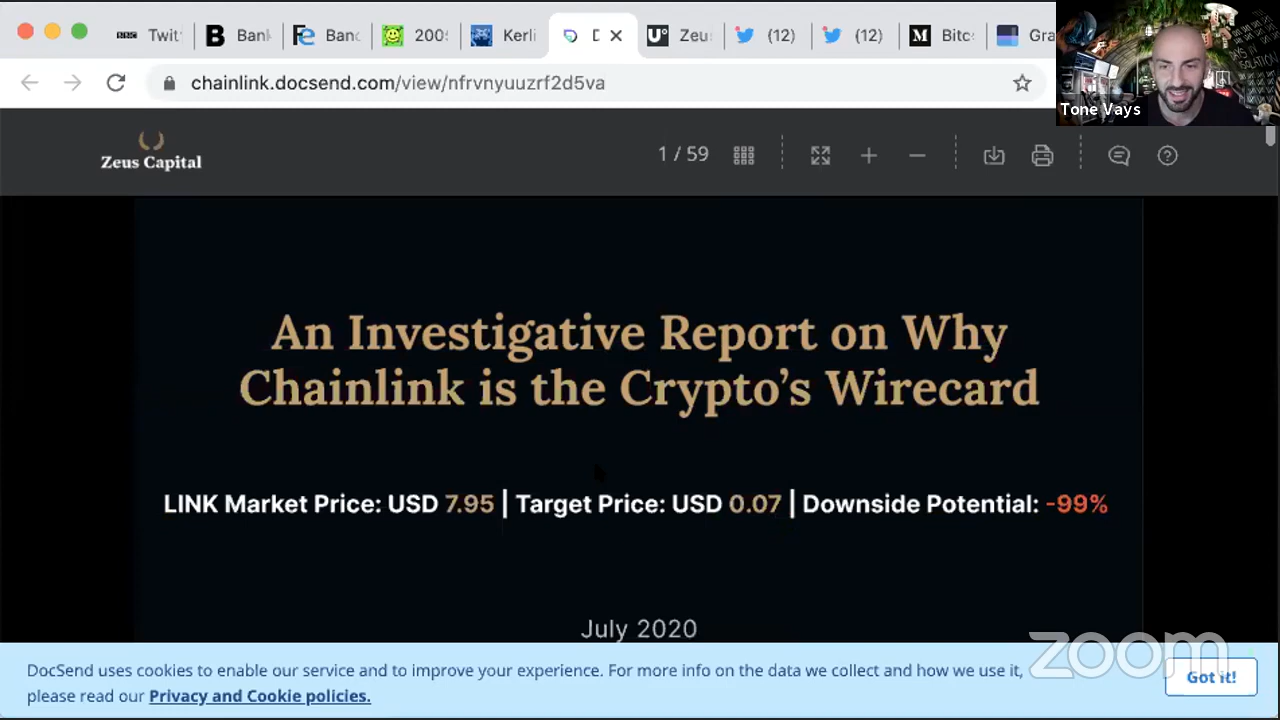 Twit
Bank
Banc
2009
Kerli
D
Zeu
(12)
(12)
Bitc
Gra
chainlink.docsend.com/view/nfrvnyuuzrf2d5va
Tone Vays
Zeus Capital
1 / 59
An Investigative Report on Why
Chainlink is the Crypto's Wirecard
LINK Market Price: USD 7.95 | Target Price: USD 0.07 | Downside Potential: -99%
July 2020
DocSend uses cookies to enable our service and to improve your experience. For more info on the data we collect and how we use it,
please read our Privacy and Cookie policies.
Got it!
zoom